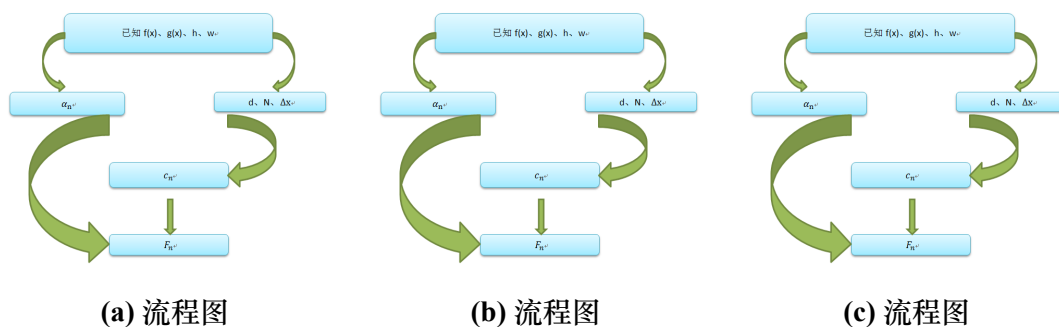 已知 f(x)、g(x)、h、w
αₙ
d、N、Δx
cₙ
Fₙ
(a) 流程图
已知 f(x)、g(x)、h、w
αₙ
d、N、Δx
cₙ
Fₙ
(b) 流程图
已知 f(x)、g(x)、h、w
αₙ
d、N、Δx
cₙ
Fₙ
(c) 流程图